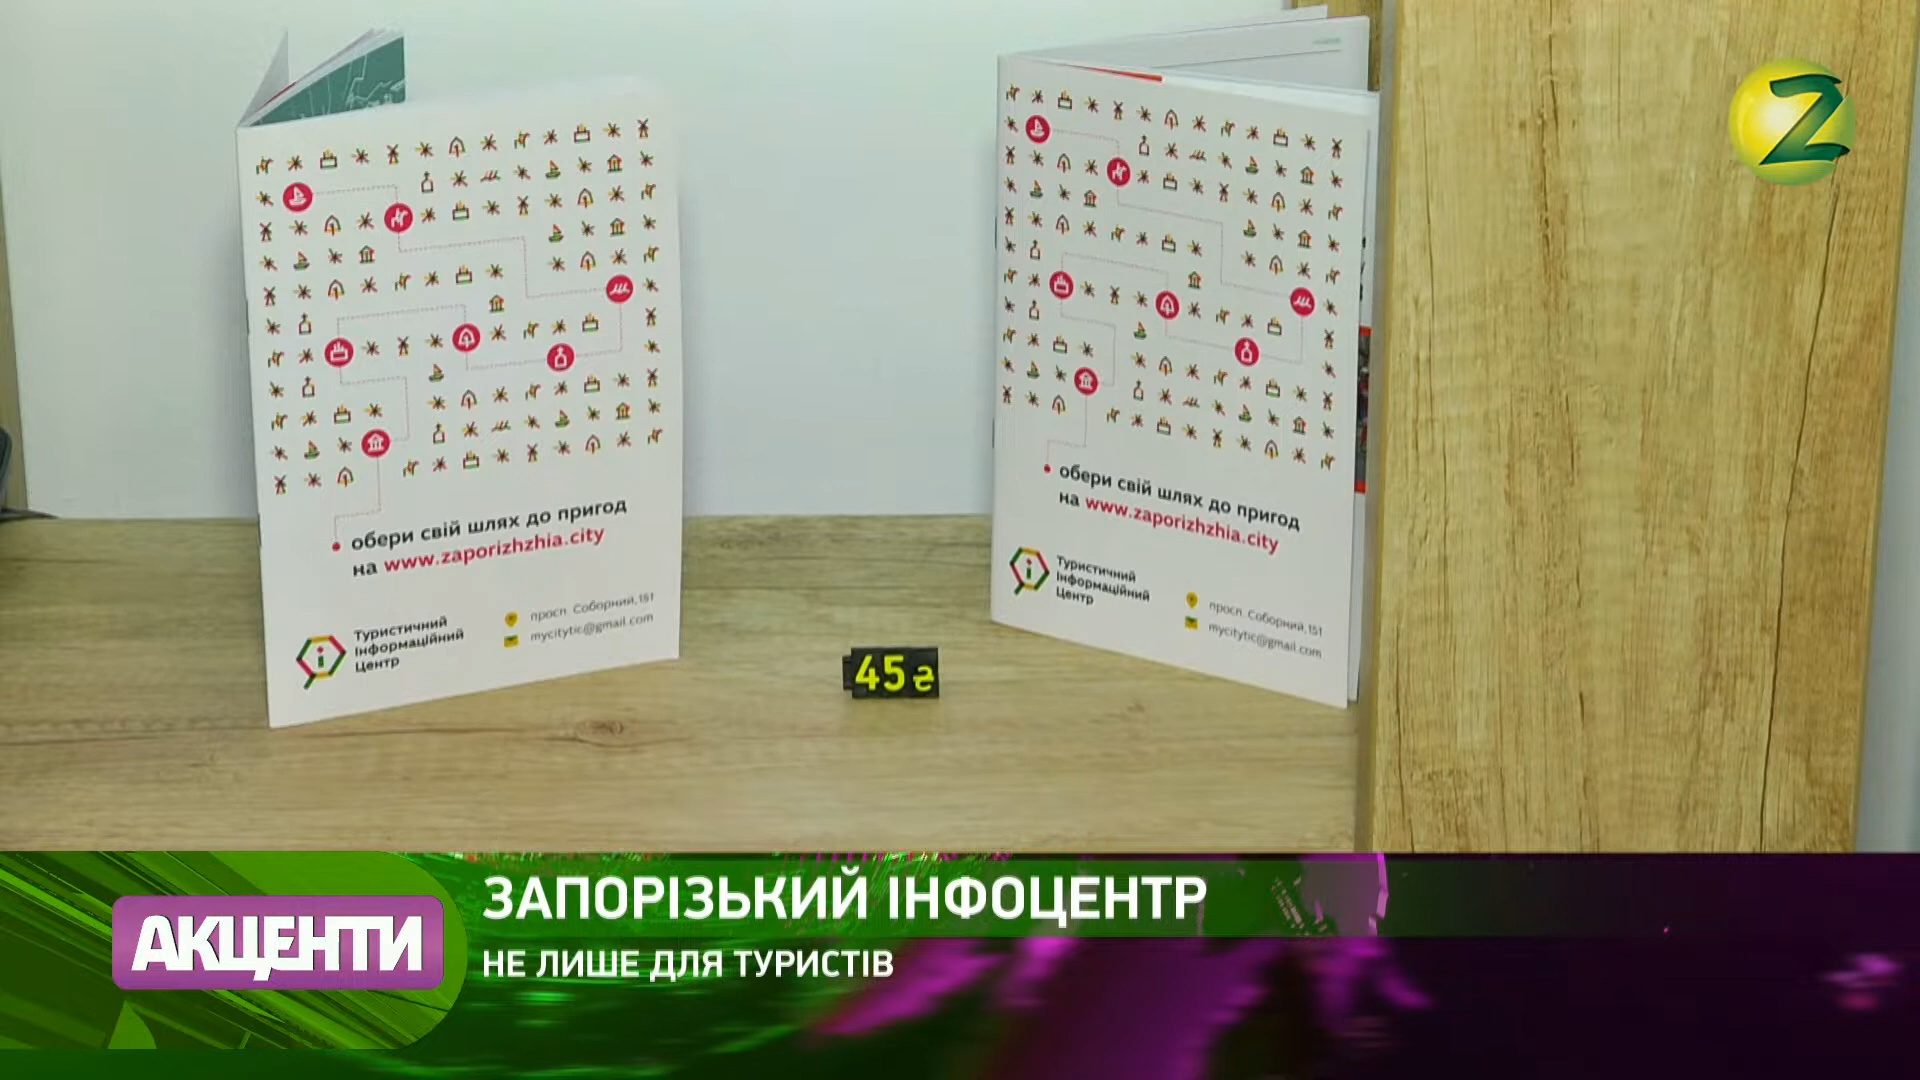 Z
обери свій шлях до пригод
на www.zaporizhzhia.city
Туристичний
Інформаційний
Центр
просп. Соборний, 151
mycitytic@gmail.com
обери свій шлях до пригод
на www.zaporizhzhia.city
Туристичний
Інформаційний
Центр
просп. Соборний, 151
mycitytic@gmail.com
45 ₴
АКЦЕНТИ
ЗАПОРІЗЬКИЙ ІНФОЦЕНТР
НЕ ЛИШЕ ДЛЯ ТУРИСТІВ